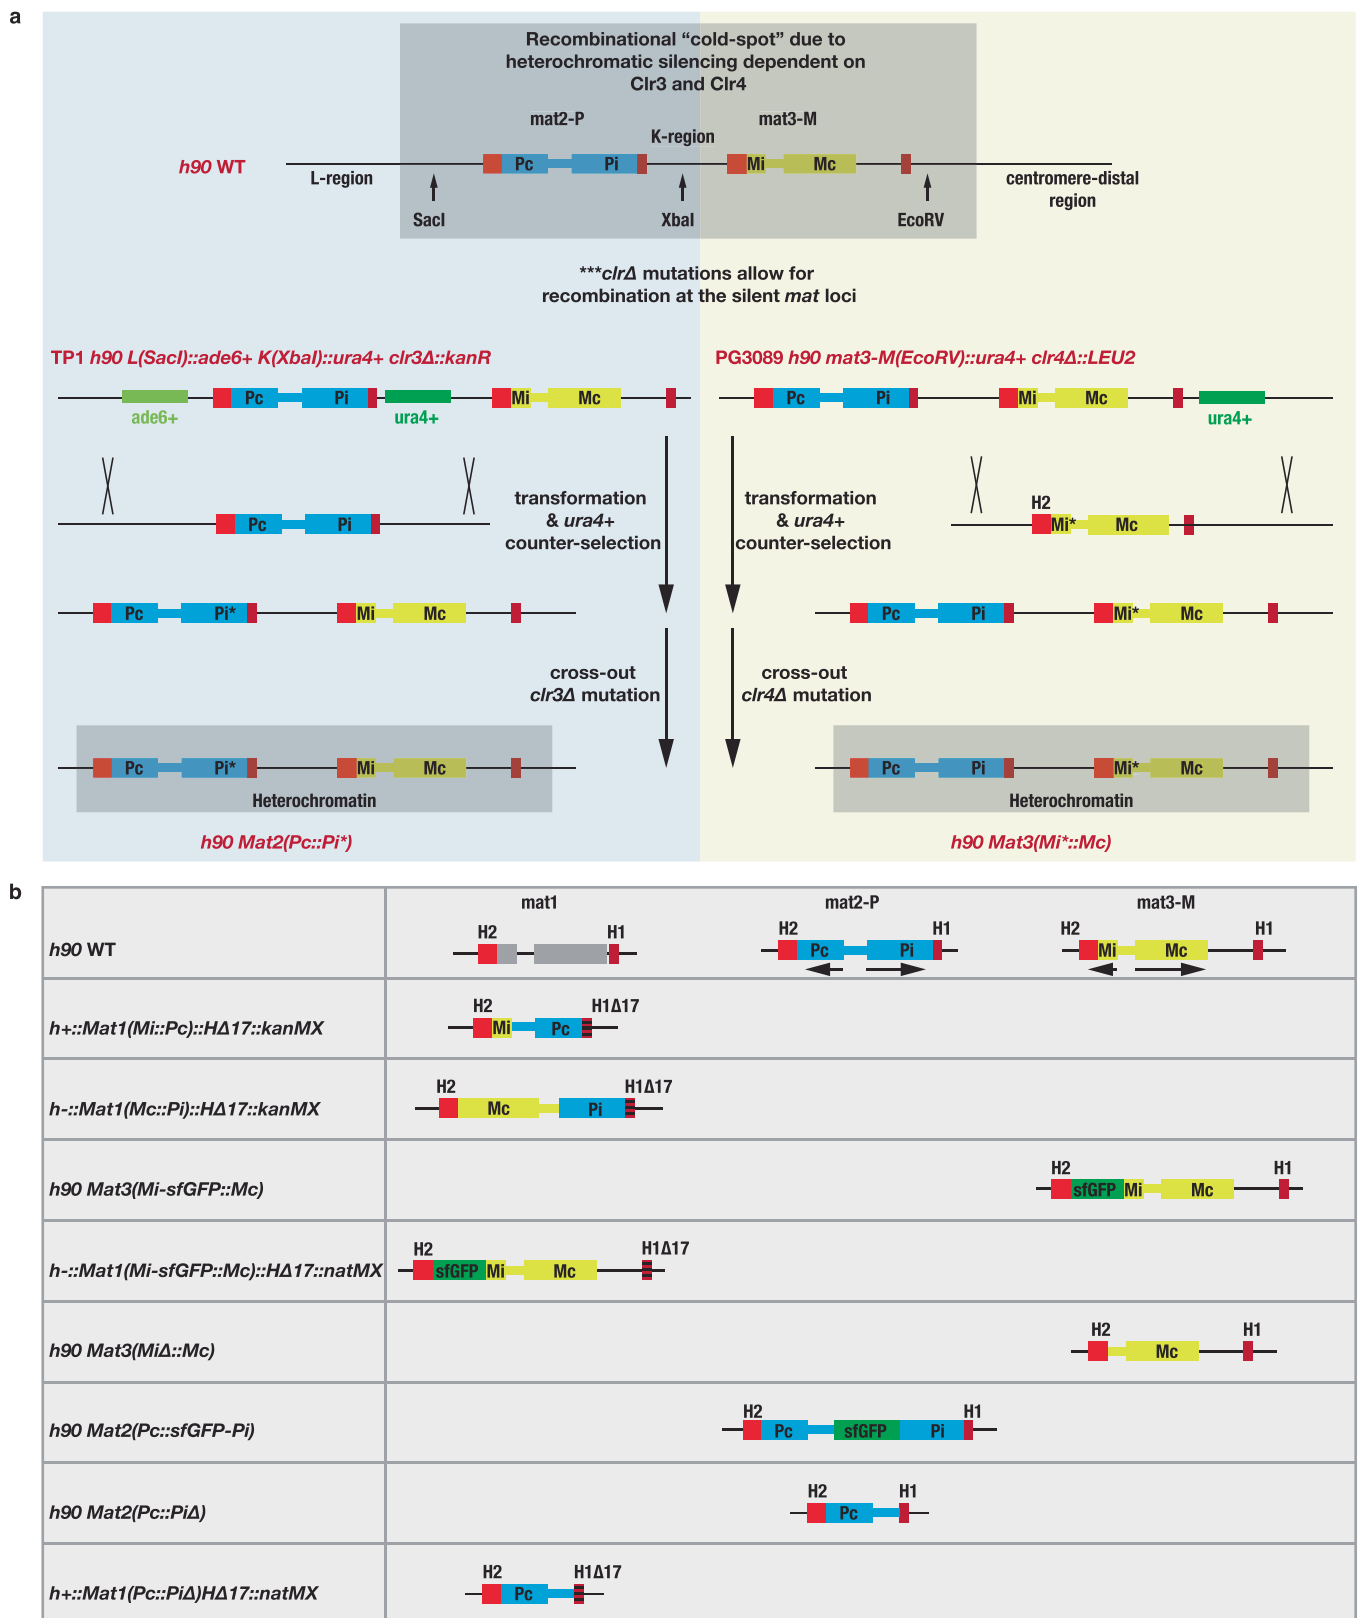 a
Recombinational “cold-spot” due to
heterochromatic silencing dependent on
Clr3 and Clr4
mat2-P
mat3-M
K-region
h90 WT
Pc
Pi
Mi
Mc
L-region
centromere-distal
region
SacI
XbaI
EcoRV
***clrΔ mutations allow for
recombination at the silent mat loci
TP1 h90 L(SacI)::ade6+ K(XbaI)::ura4+ clr3Δ::kanR
Pc
Pi
Mi
Mc
ade6+
ura4+
transformation
& ura4+
counter-selection
Pc
Pi
Pc
Pi*
Mi
Mc
cross-out
clr3Δ mutation
Pc
Pi*
Mi
Mc
Heterochromatin
h90 Mat2(Pc::Pi*)
PG3089 h90 mat3-M(EcoRV)::ura4+ clr4Δ::LEU2
Pc
Pi
Mi
Mc
ura4+
transformation
& ura4+
counter-selection
H2
Mi*
Mc
Pc
Pi
Mi*
Mc
cross-out
clr4Δ mutation
Pc
Pi
Mi*
Mc
Heterochromatin
h90 Mat3(Mi*::Mc)
b
mat1
mat2-P
mat3-M
h90 WT
H2
H1
H2
H1
Pc
Pi
H2
H1
Mi
Mc
h+::Mat1(Mi::Pc)::HΔ17::kanMX
H2
H1Δ17
Mi
Pc
h-::Mat1(Mc::Pi)::HΔ17::kanMX
H2
H1Δ17
Mc
Pi
h90 Mat3(Mi-sfGFP::Mc)
H2
H1
sfGFP
Mi
Mc
h-::Mat1(Mi-sfGFP::Mc)::HΔ17::natMX
H2
H1Δ17
sfGFP
Mi
Mc
h90 Mat3(MiΔ::Mc)
H2
H1
Mc
h90 Mat2(Pc::sfGFP-Pi)
H2
H1
Pc
sfGFP
Pi
h90 Mat2(Pc::PiΔ)
H2
H1
Pc
h+::Mat1(Pc::PiΔ)HΔ17::natMX
H2
H1Δ17
Pc